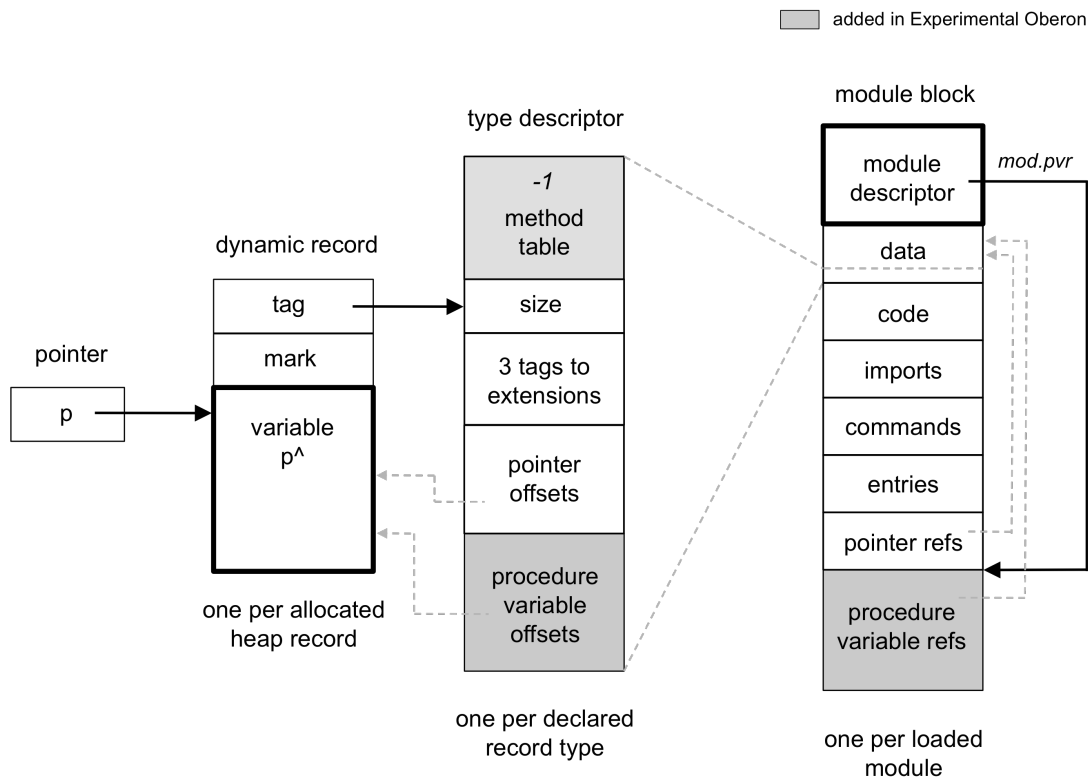 added in Experimental Oberon
module block
type descriptor
module
descriptor
mod.pvr
-1
method
table
dynamic record
data
tag
size
code
pointer
mark
3 tags to
extensions
imports
p
variable
p^
commands
pointer
offsets
entries
pointer refs
procedure
variable
offsets
procedure
variable refs
one per allocated
heap record
one per declared
record type
one per loaded
module